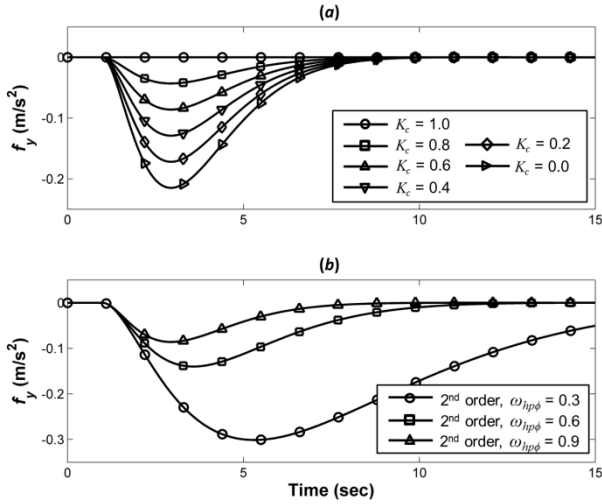 (a)
f_y (m/s²)
0
-0.1
-0.2
0 5 10 15
K_c = 1.0
K_c = 0.8
K_c = 0.6
K_c = 0.4
K_c = 0.2
K_c = 0.0
(b)
f_y (m/s²)
0
-0.1
-0.2
-0.3
0 5 10 15
2nd order, ω_hpϕ = 0.3
2nd order, ω_hpϕ = 0.6
2nd order, ω_hpϕ = 0.9
Time (sec)